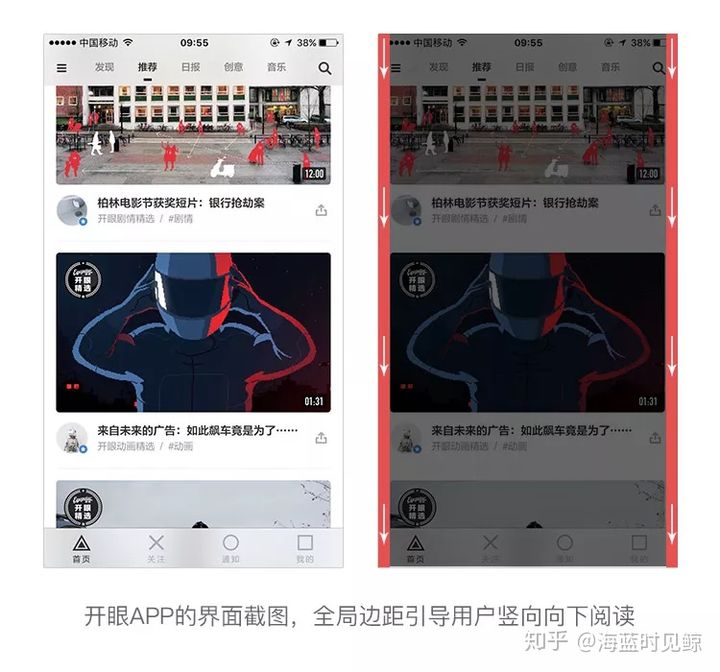 中国移动 09:55 38%
发现 推荐 日报 创意 音乐
12:00
柏林电影节获奖短片：银行抢劫案
开眼剧情精选 / #剧情
开眼
精选
01:31
来自未来的广告：如此飙车竟是为了······
开眼动画精选 / #动画
开眼
精选
首页 关注 通知 我的
中国移动 09:55 38%
发现 推荐 日报 创意 音乐
12:00
柏林电影节获奖短片：银行抢劫案
开眼剧情精选 / #剧情
开眼
精选
01:31
来自未来的广告：如此飙车竟是为了······
开眼动画精选 / #动画
开眼
精选
首页 关注 通知 我的
开眼APP的界面截图，全局边距引导用户竖向向下阅读
知乎 @海蓝时见鲸